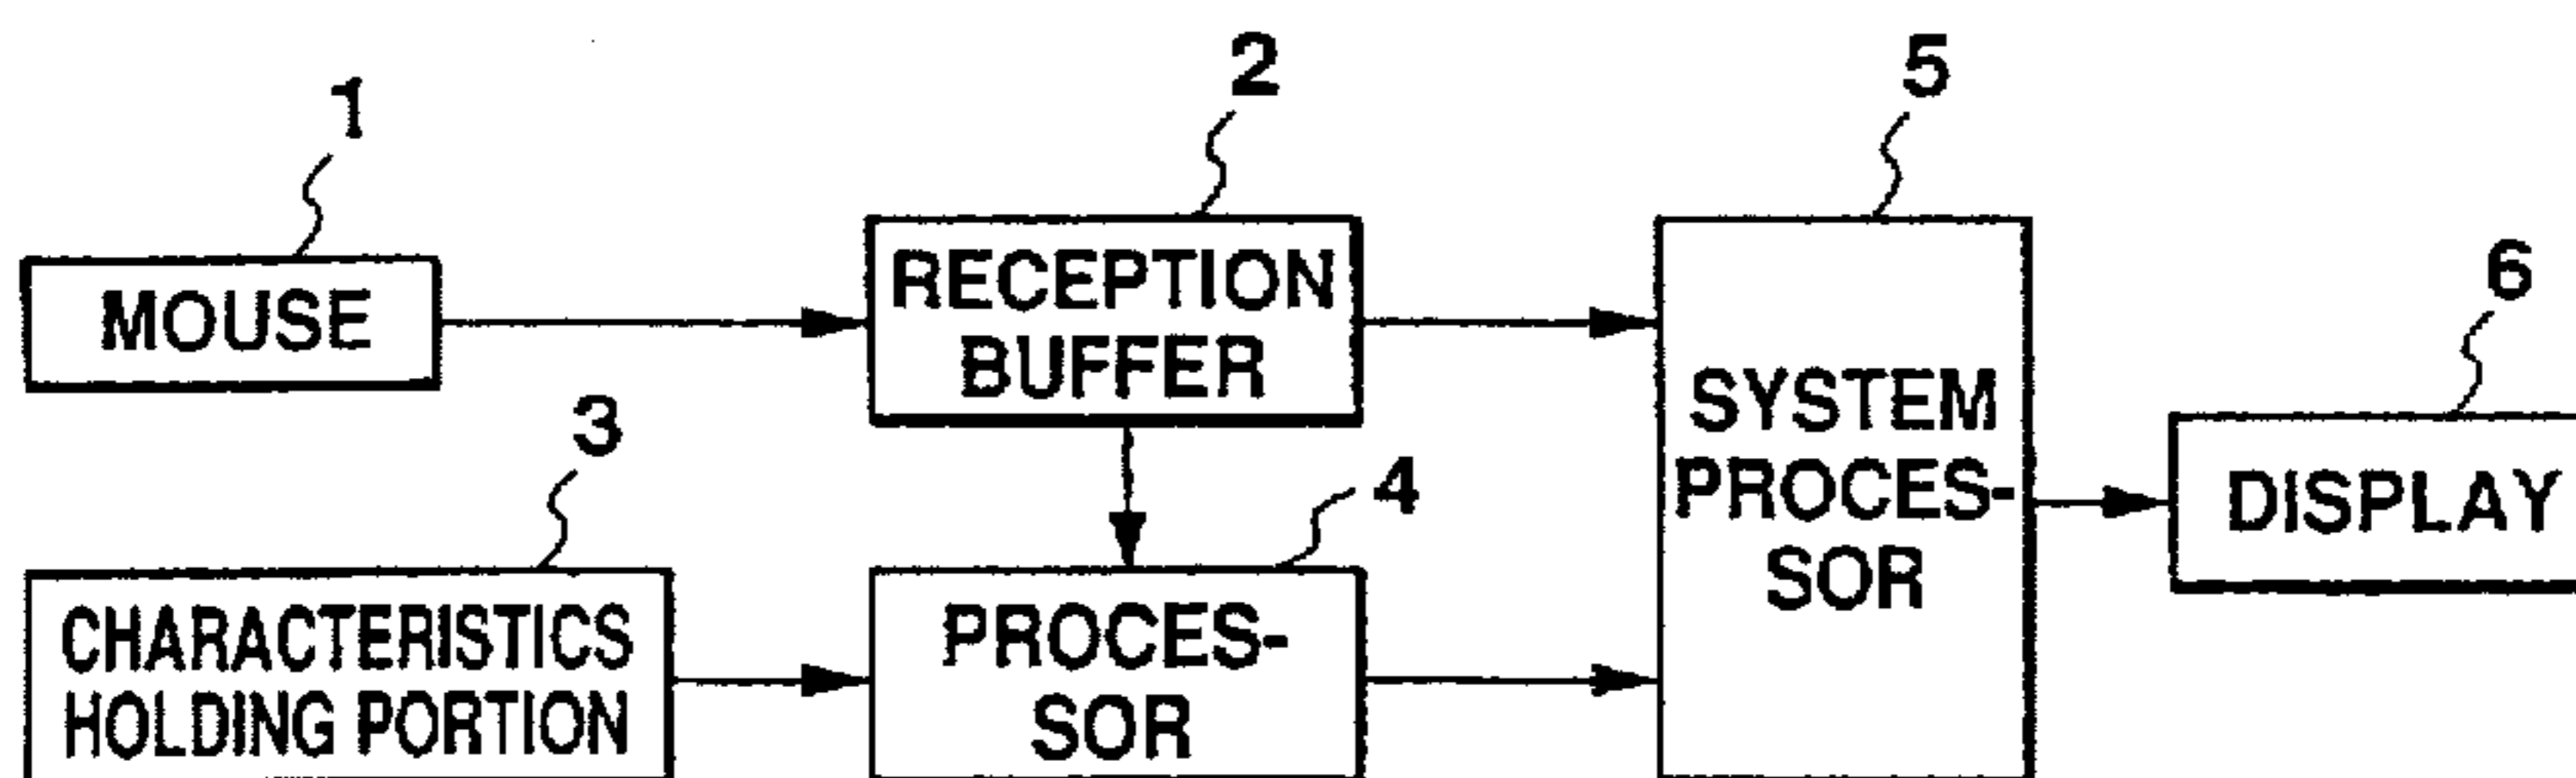 1
2
5
MOUSE
RECEPTION
BUFFER
6
3
4
SYSTEM
PROCES-
SOR
DISPLAY
CHARACTERISTICS
HOLDING PORTION
PROCES-
SOR